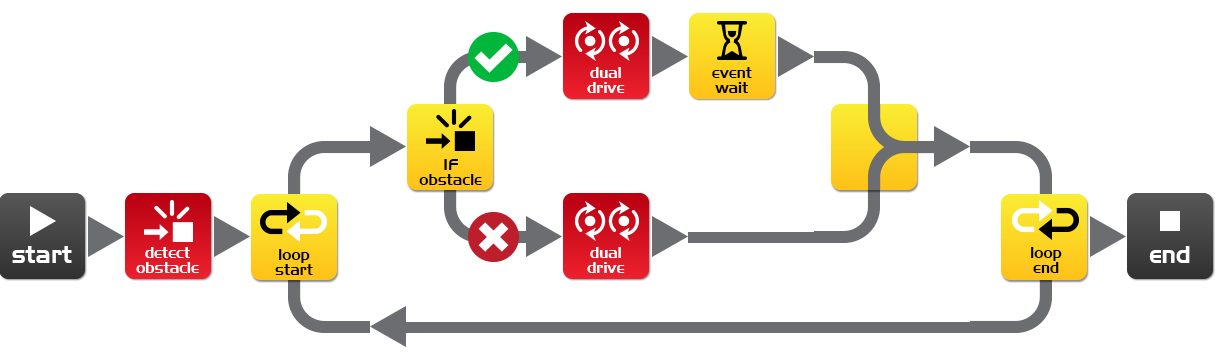 start
detect
obstacle
loop
start
IF
obstacle
dual
drive
event
wait
dual
drive
loop
end
end